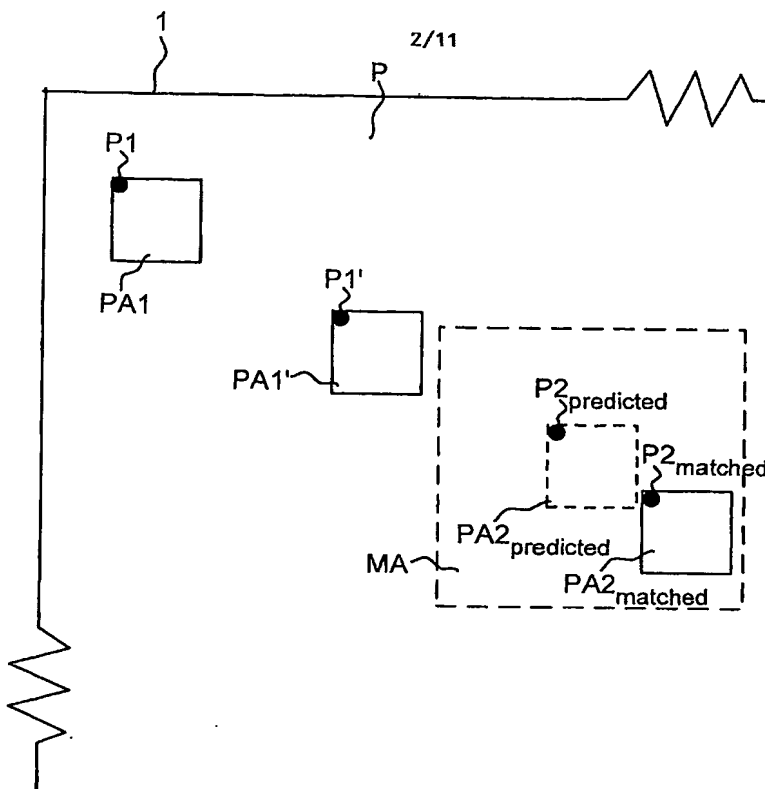 1
2/11
P
P1
PA1
P1'
PA1'
P2predicted
P2matched
PA2predicted
MA
PA2matched